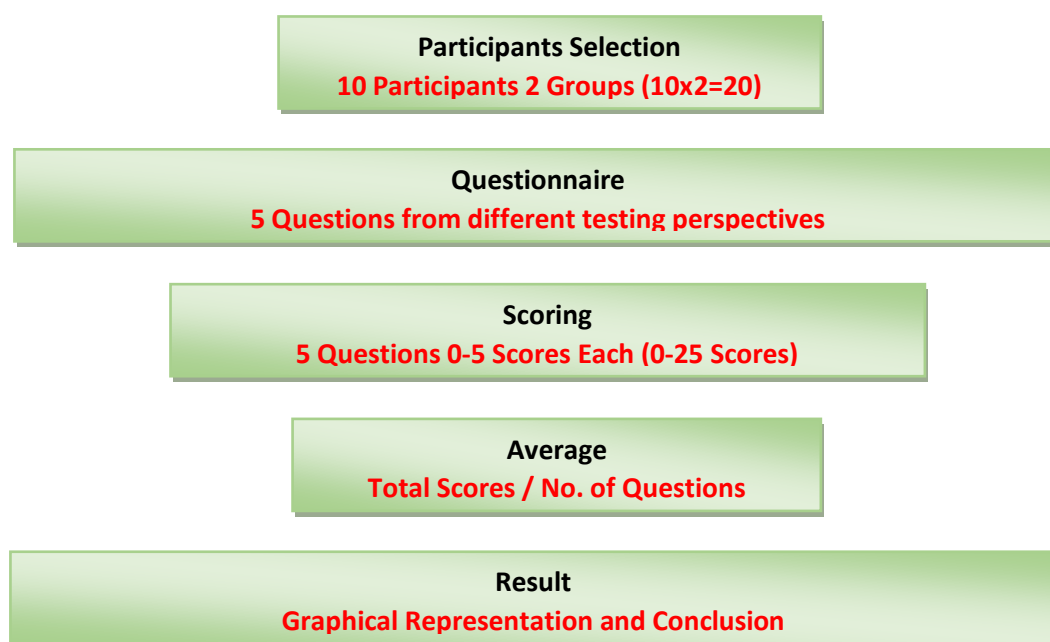 Participants Selection
10 Participants 2 Groups (10x2=20)
Questionnaire
5 Questions from different testing perspectives
Scoring
5 Questions 0-5 Scores Each (0-25 Scores)
Average
Total Scores / No. of Questions
Result
Graphical Representation and Conclusion